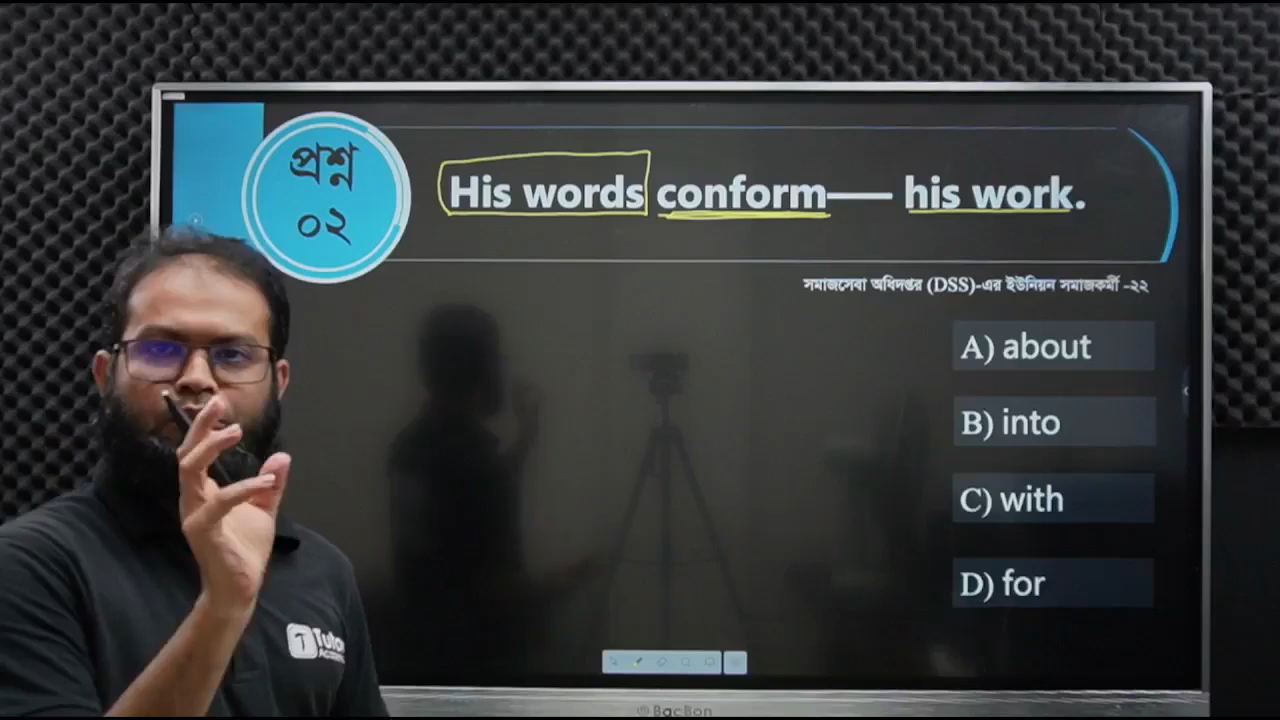 প্রশ্ন
০২
His words conform— his work.
সমাজসেবা অধিদপ্তর (DSS)-এর ইউনিয়ন সমাজকর্মী -২২
A) about
B) into
C) with
D) for
BacBon